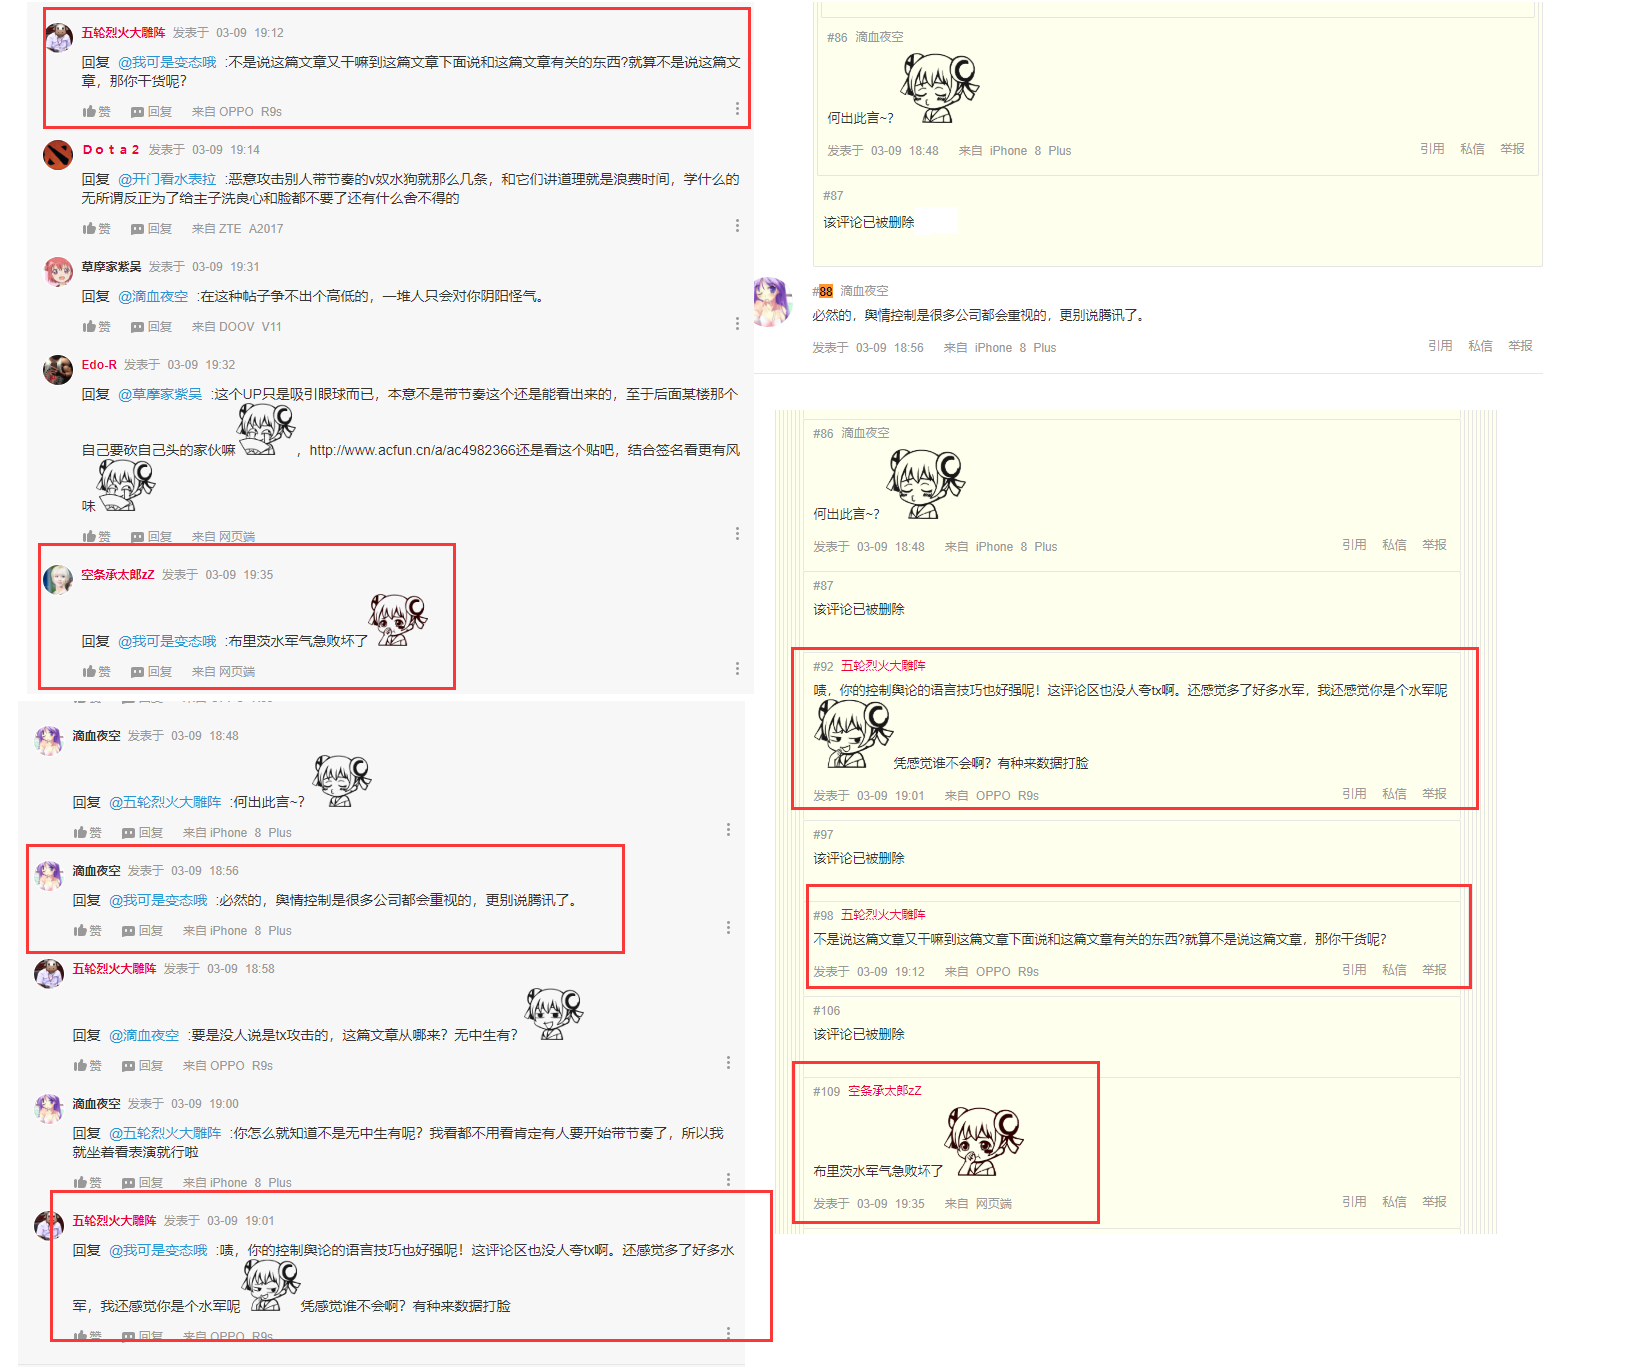 五轮烈火大雕阵 发表于 03-09 19:12
回复 @我可是变态哦 :不是说这篇文章又干嘛到这篇文章下面说和这篇文章有关的东西?就算不是说这篇文
章，那你干货呢?
赞 回复 来自 OPPO R9s
Ｄｏｔａ２ 发表于 03-09 19:14
回复 @开门看水表拉 :恶意攻击别人带节奏的v奴水狗就那么几条，和它们讲道理就是浪费时间，学什么的
无所谓反正为了给主子洗良心和脸都不要了还有什么舍不得的
赞 回复 来自 ZTE A2017
草摩家紫吴 发表于 03-09 19:31
回复 @滴血夜空 :在这种帖子争不出个高低的，一堆人只会对你阴阳怪气。
赞 回复 来自 DOOV V11
Edo-R 发表于 03-09 19:32
回复 @草摩家紫吴 :这个UP只是吸引眼球而已，本意不是带节奏这个还是能看出来的，至于后面某楼那个
自己要砍自己头的家伙嘛 ，http://www.acfun.cn/a/ac4982366还是看这个贴吧，结合签名看更有风
味
赞 回复 来自 网页端
空条承太郎zZ 发表于 03-09 19:35
回复 @我可是变态哦 :布里茨水军气急败坏了
赞 回复 来自 网页端
滴血夜空 发表于 03-09 18:48
回复 @五轮烈火大雕阵 :何出此言~?
赞 回复 来自 iPhone 8 Plus
滴血夜空 发表于 03-09 18:56
回复 @我可是变态哦 :必然的，舆情控制是很多公司都会重视的，更别说腾讯了。
赞 回复 来自 iPhone 8 Plus
五轮烈火大雕阵 发表于 03-09 18:58
回复 @滴血夜空 :要是没人说是tx攻击的，这篇文章从哪来？无中生有?
赞 回复 来自 OPPO R9s
滴血夜空 发表于 03-09 19:00
回复 @五轮烈火大雕阵 :你怎么就知道不是无中生有呢？我看都不用看肯定有人要开始带节奏了，所以我
就坐着看表演就行啦
赞 回复 来自 iPhone 8 Plus
五轮烈火大雕阵 发表于 03-09 19:01
回复 @我可是变态哦 :啧，你的控制舆论的语言技巧也好强呢！这评论区也没人夸tx啊。还感觉多了好多水
军，我还感觉你是个水军呢 凭感觉谁不会啊？有种来数据打脸
赞 回复 来自 OPPO R9s
#86 滴血夜空
何出此言~?
发表于 03-09 18:48 来自 iPhone 8 Plus 引用 私信 举报
#87
该评论已被删除
#88 滴血夜空
必然的，舆情控制是很多公司都会重视的，更别说腾讯了。
发表于 03-09 18:56 来自 iPhone 8 Plus 引用 私信 举报
#86 滴血夜空
何出此言~?
发表于 03-09 18:48 来自 iPhone 8 Plus 引用 私信 举报
#87
该评论已被删除
#92 五轮烈火大雕阵
啧，你的控制舆论的语言技巧也好强呢！这评论区也没人夸tx啊。还感觉多了好多水军，我还感觉你是个水军呢
凭感觉谁不会啊？有种来数据打脸
发表于 03-09 19:01 来自 OPPO R9s 引用 私信 举报
#97
该评论已被删除
#98 五轮烈火大雕阵
不是说这篇文章又干嘛到这篇文章下面说和这篇文章有关的东西?就算不是说这篇文章，那你干货呢?
发表于 03-09 19:12 来自 OPPO R9s 引用 私信 举报
#106
该评论已被删除
#109 空条承太郎zZ
布里茨水军气急败坏了
发表于 03-09 19:35 来自 网页端 引用 私信 举报